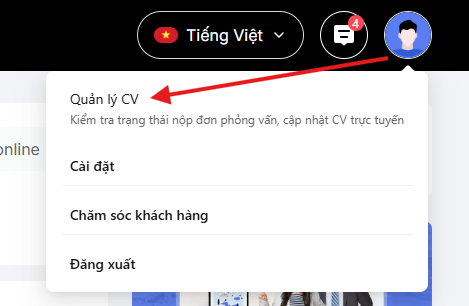 Tiếng Việt
4
Quản lý CV
Kiểm tra trạng thái nộp đơn phỏng vấn, cập nhật CV trực tuyến
online
Cài đặt
Chăm sóc khách hàng
Đăng xuất